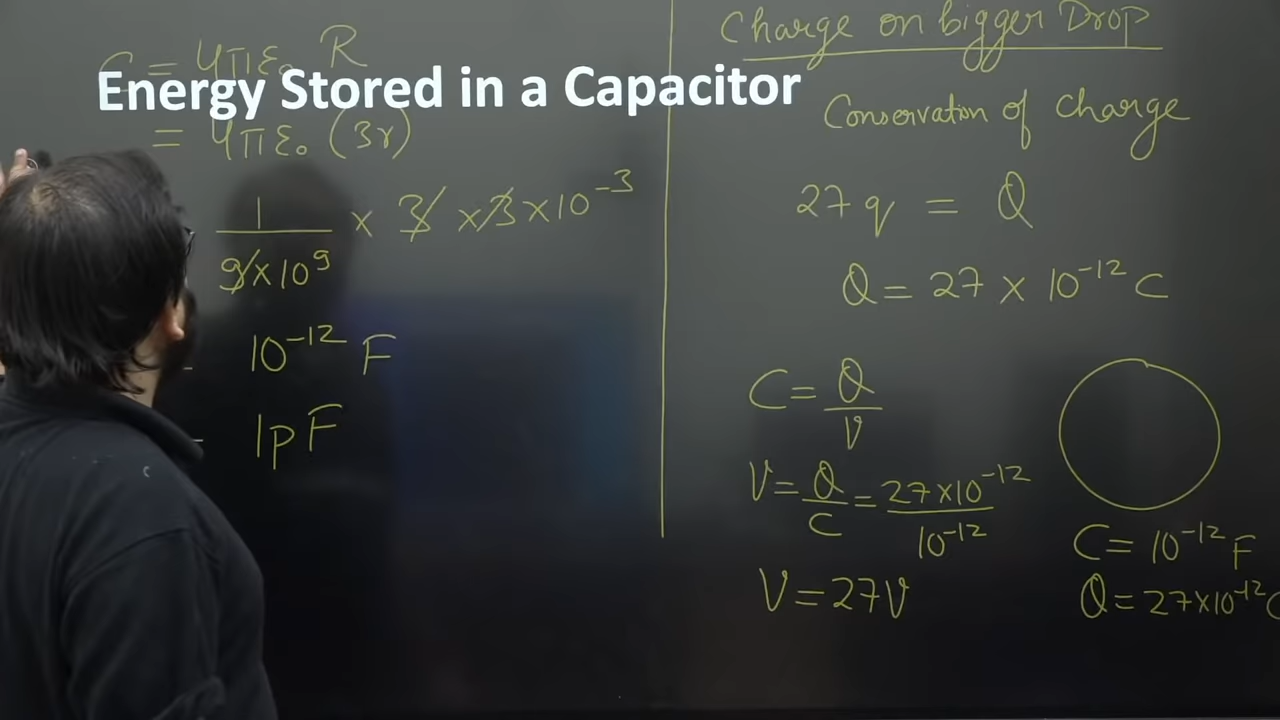 C = 4πε₀ R
Energy Stored in a Capacitor
= 4πε₀ (3r)
1/9×10⁹ × 3 × 3 × 10⁻³
10⁻¹² F
1pF
Charge on bigger Drop
Conservation of charge
27q = Q
Q = 27 × 10⁻¹² C
C = Q/V
V = Q/C = 27×10⁻¹²/10⁻¹²
V = 27V
C = 10⁻¹² F
Q = 27×10⁻¹² C